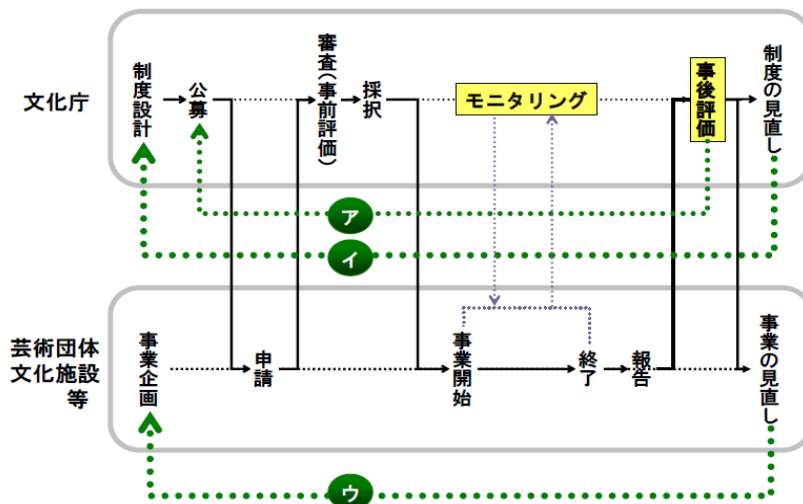 文化庁
制度設計
公募
審査(事前評価)
採択
モニタリング
事後評価
制度の見直し
ア
イ
芸術団体
文化施設
等
事業企画
申請
事業開始
終了
報告
事業の見直し
ウ